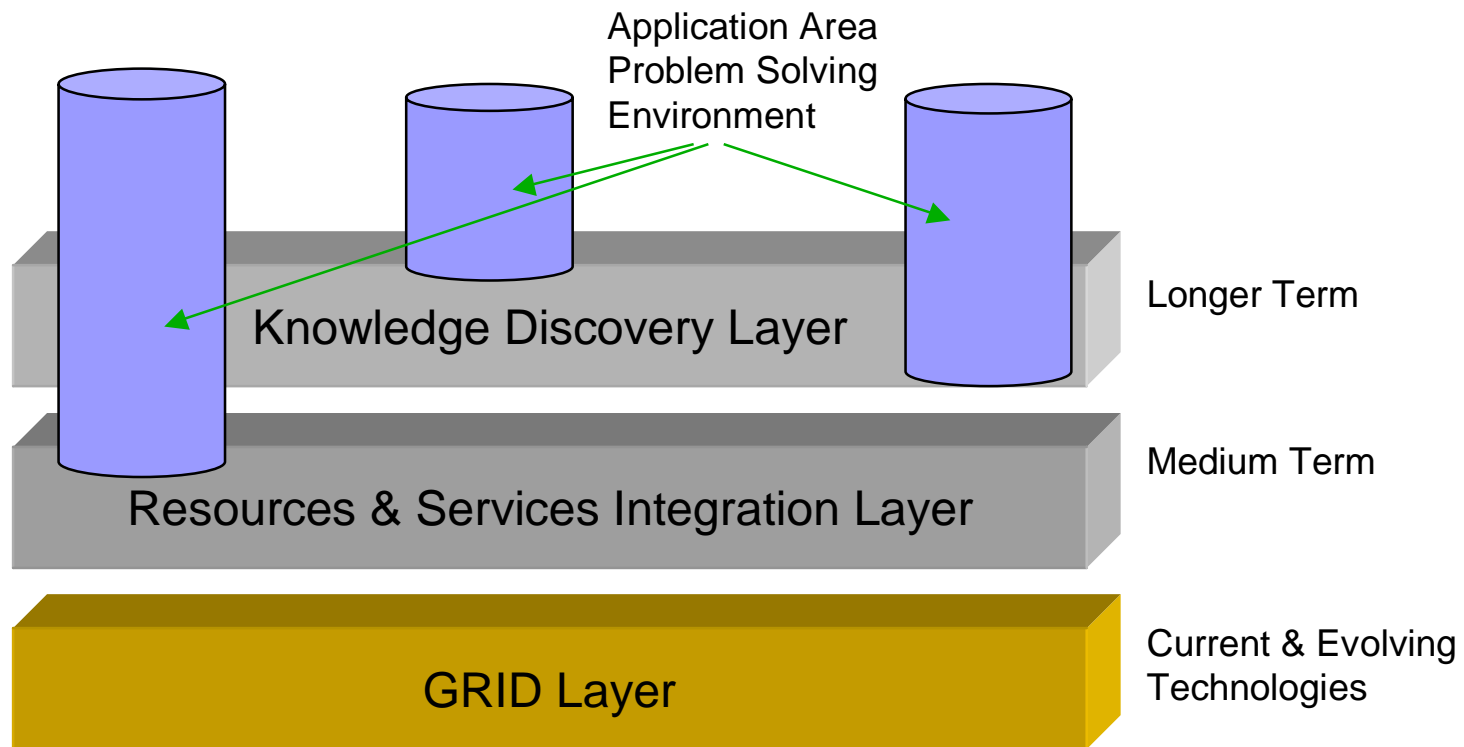 Application Area
Problem Solving
Environment
Knowledge Discovery Layer
Longer Term
Resources & Services Integration Layer
Medium Term
GRID Layer
Current & Evolving
Technologies